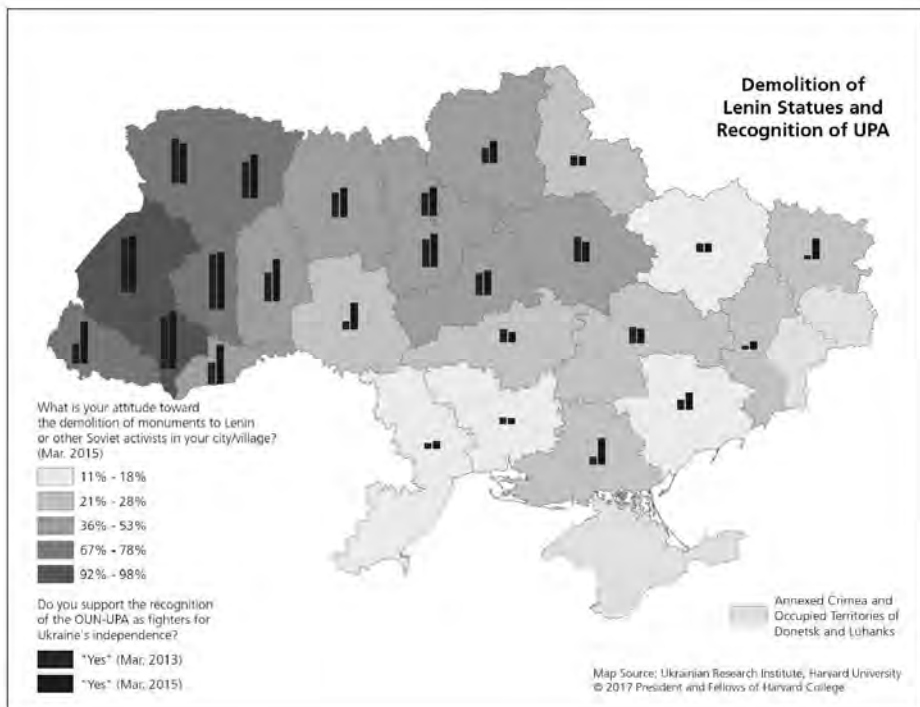 Demolition of
Lenin Statues and
Recognition of UPA
What is your attitude toward
the demolition of monuments to Lenin
or other Soviet activists in your city/village?
(Mar. 2015)
11% - 18%
21% - 28%
36% - 53%
67% - 78%
92% - 98%
Do you support the recognition
of the OUN-UPA as fighters for
Ukraine's independence?
"Yes" (Mar. 2013)
"Yes" (Mar. 2015)
Annexed Crimea and
Occupied Territories of
Donetsk and Luhanks
Map Source: Ukrainian Research Institute, Harvard University
© 2017 President and Fellows of Harvard College